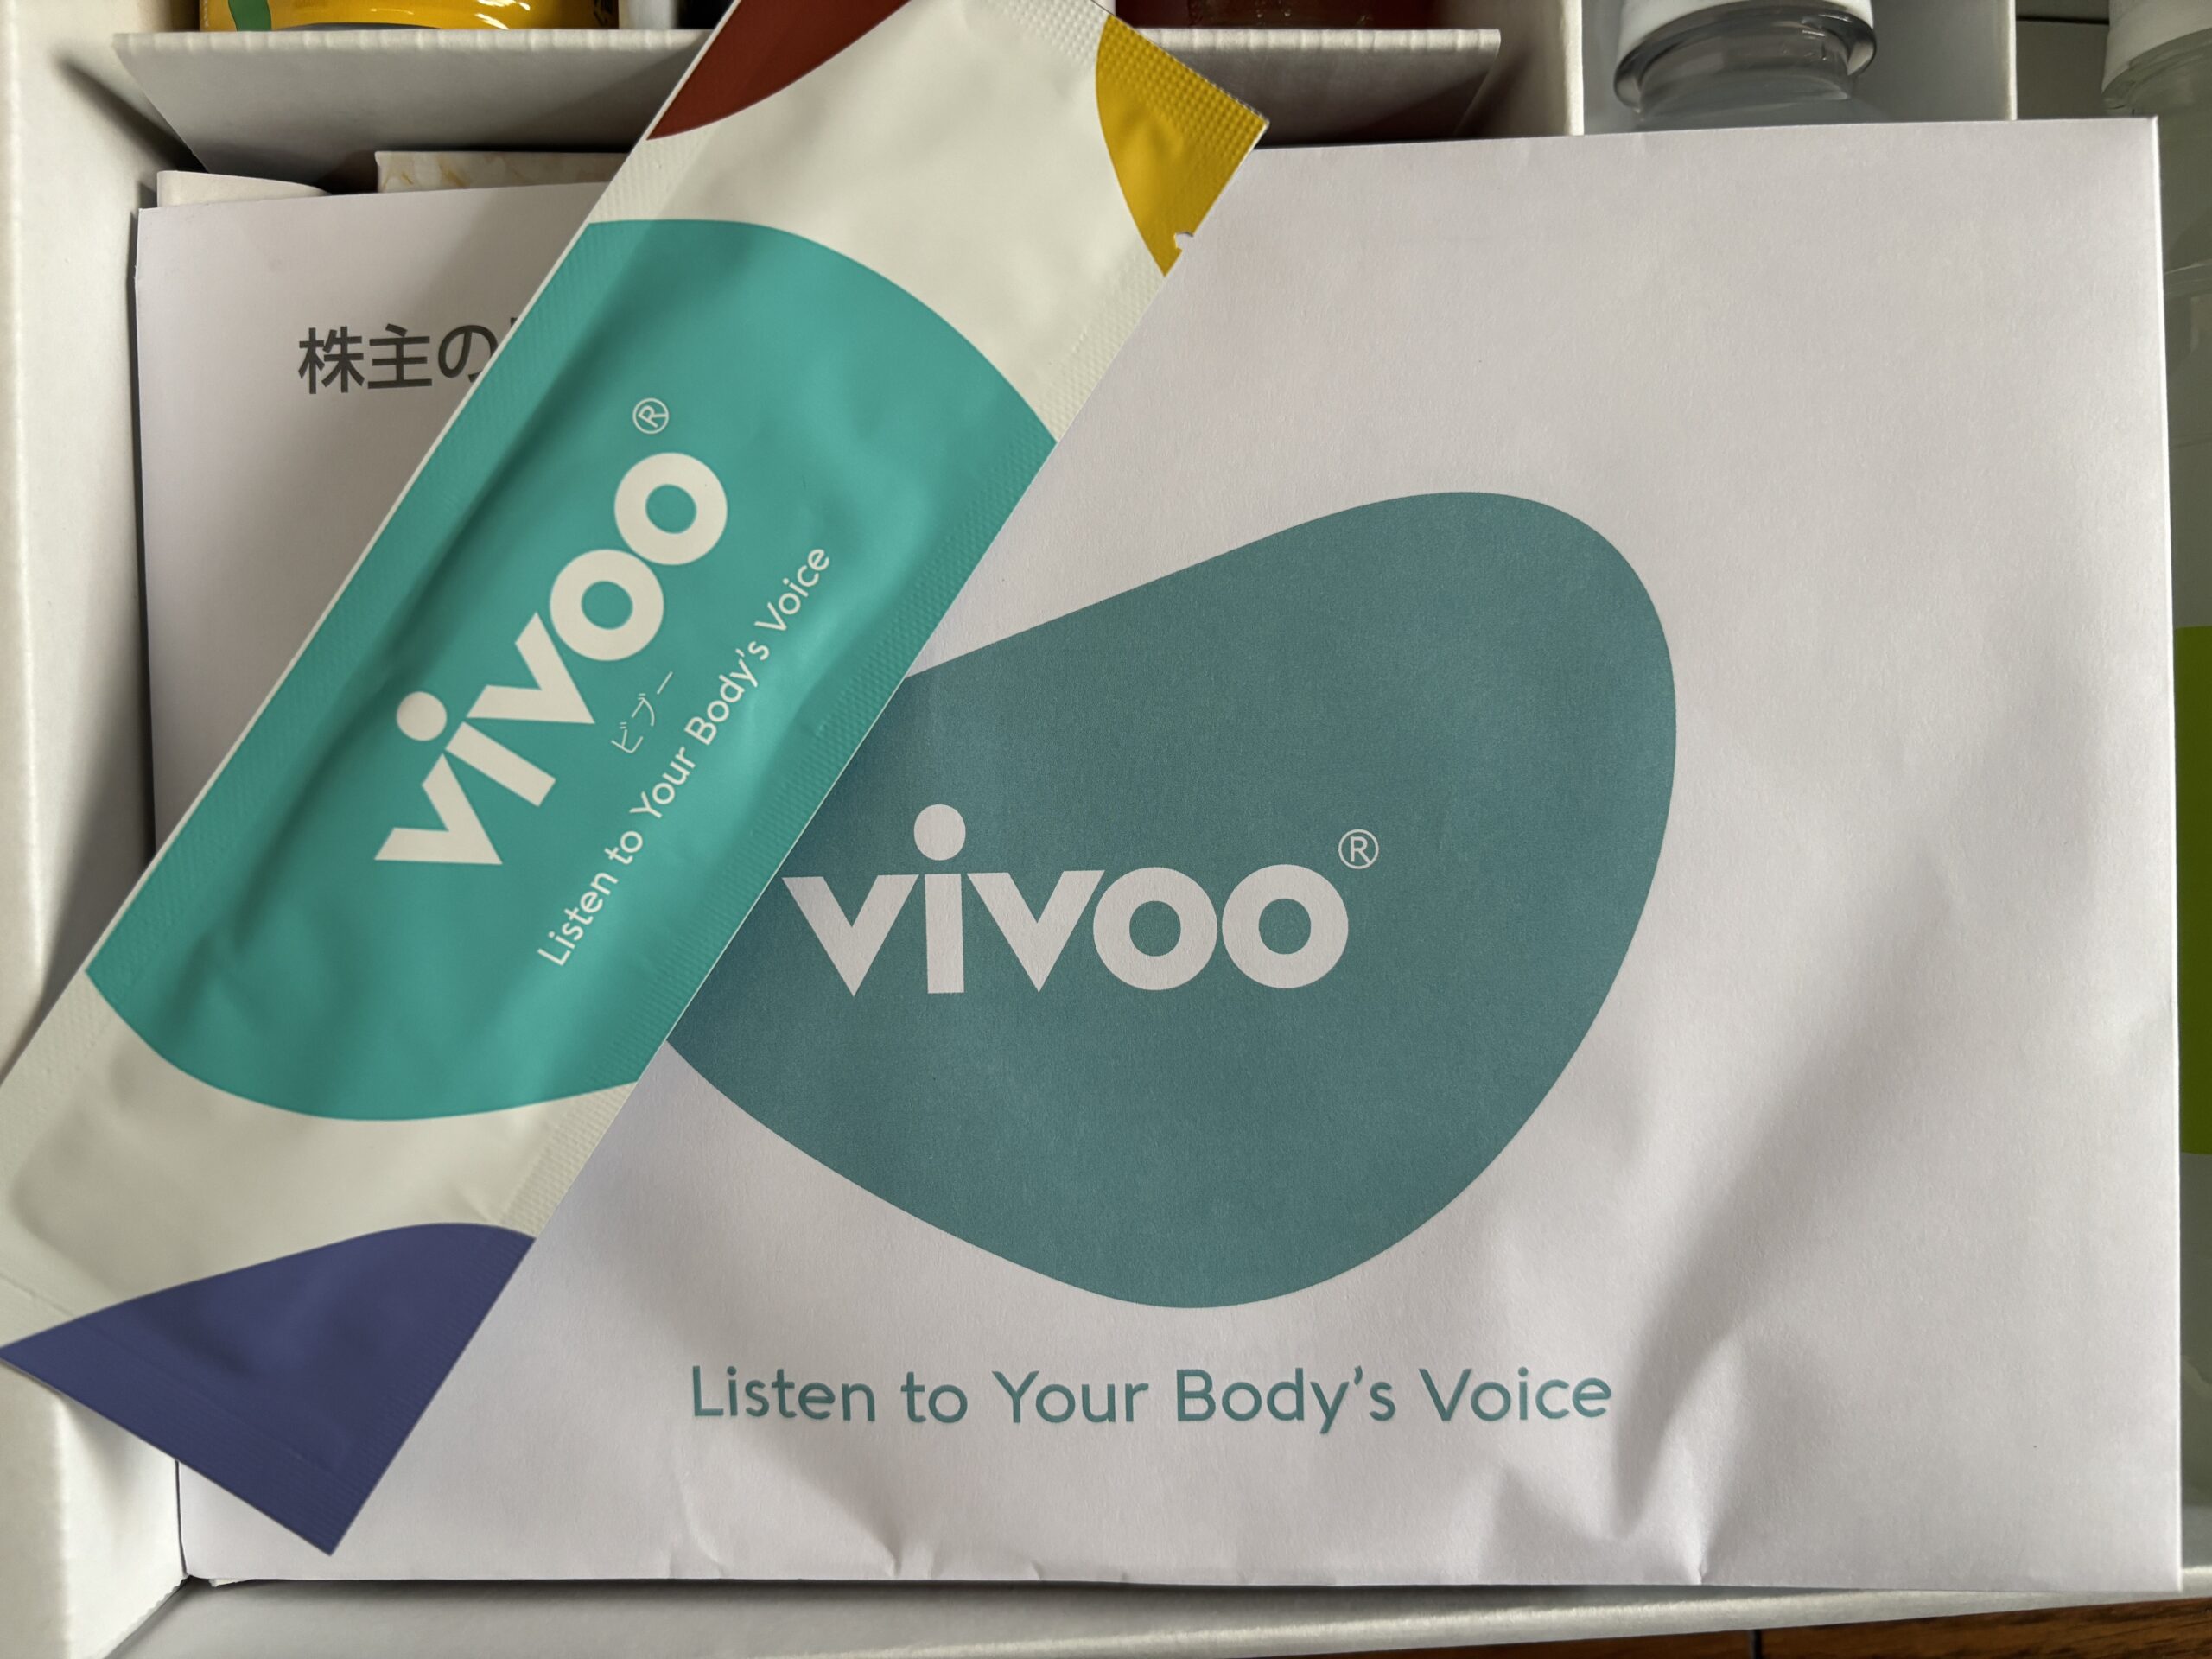 株主の
vivoo®
ビブー
Listen to Your Body's Voice
vivoo®
Listen to Your Body's Voice